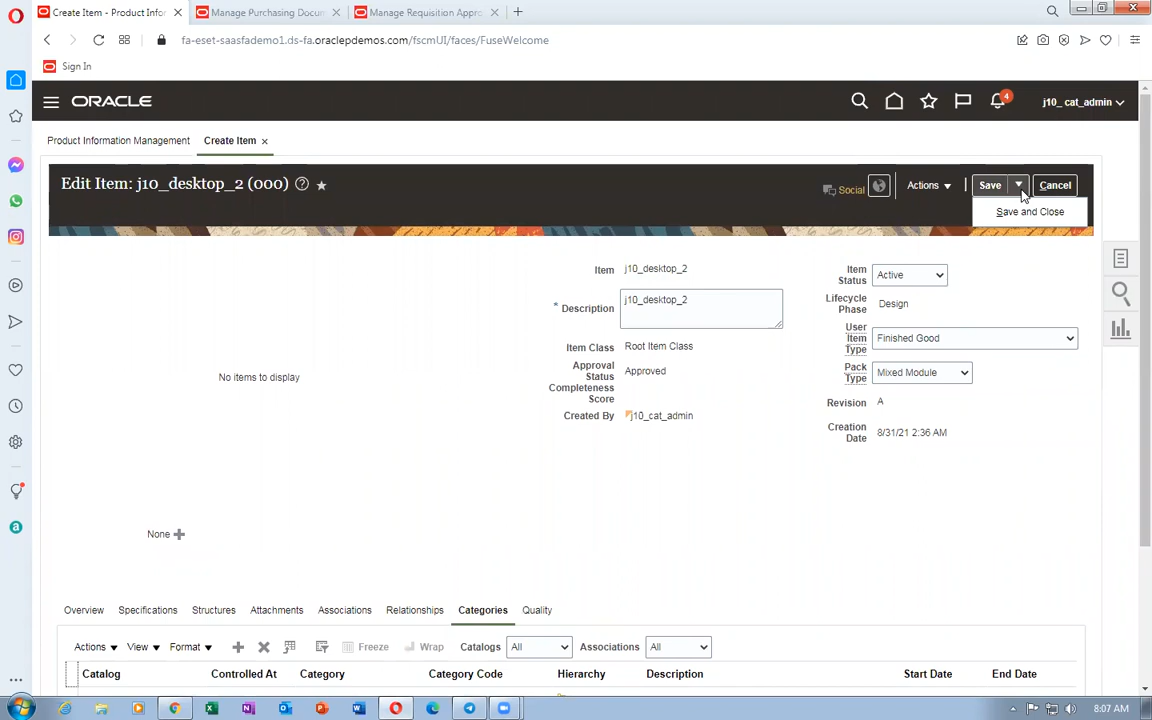 Create Item - Product Infor
Manage Purchasing Docum
Manage Requisition Appro
fa-eset-saasfademo1.ds-fa.oraclepdemos.com/fscmUI/faces/FuseWelcome
Sign In
ORACLE
4
j10_ cat_admin
Product Information Management
Create Item
Edit Item: j10_desktop_2 (000)
Social
Actions
Save
Cancel
Save and Close
Item
j10_desktop_2
Description
j10_desktop_2
Item Class
Root Item Class
Approval Status
Approved
Completeness Score
Created By
j10_cat_admin
Item Status
Active
Lifecycle Phase
Design
User Item Type
Finished Good
Pack Type
Mixed Module
Revision
A
Creation Date
8/31/21 2:36 AM
No items to display
None
Overview Specifications Structures Attachments Associations Relationships Categories Quality
Actions View Format Freeze Wrap Catalogs All Associations All
Catalog Controlled At Category Category Code Hierarchy Description Start Date End Date
8:07 AM